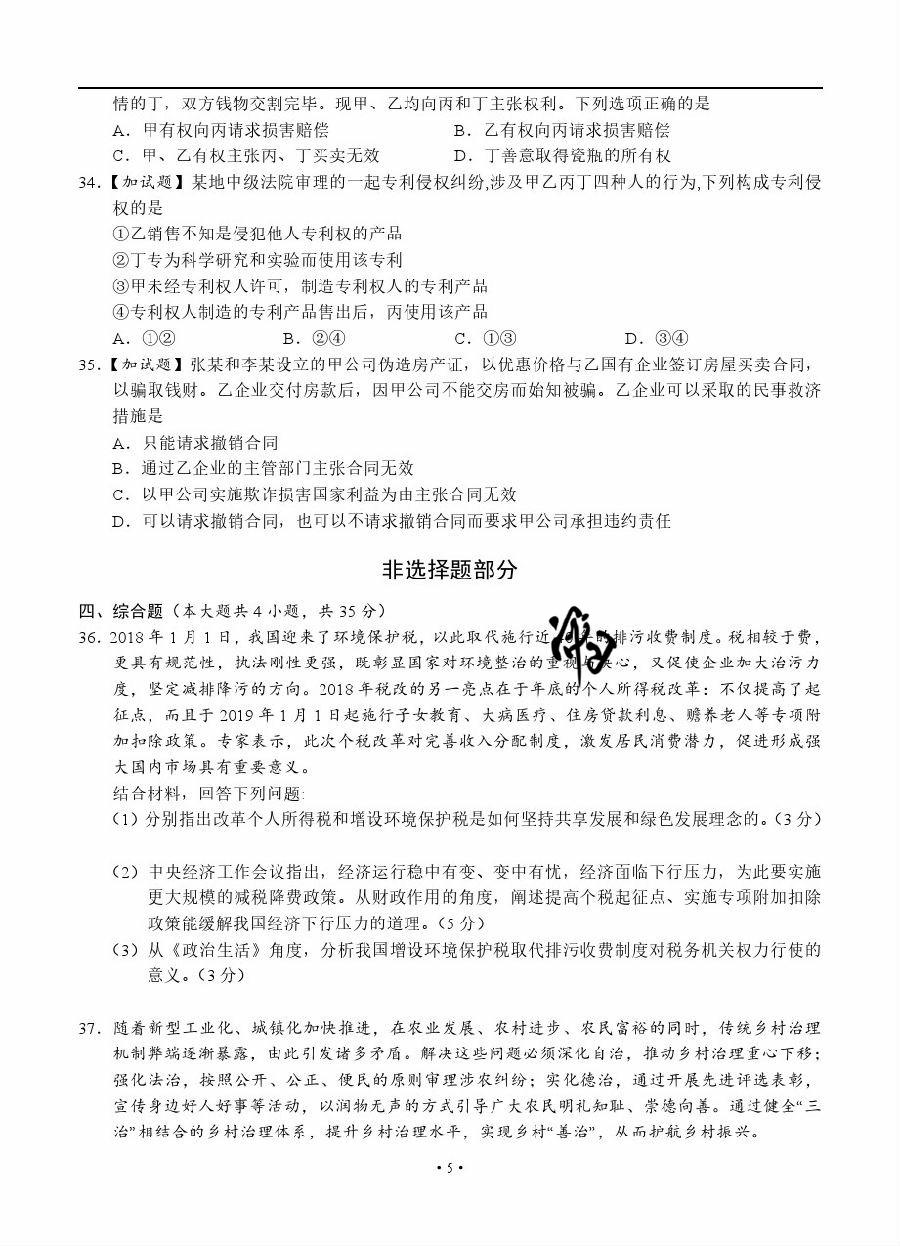 情的丁，双方钱物交割完毕。现甲、乙均向丙和丁主张权利。下列选项正确的是
A．甲有权向丙请求损害赔偿 B．乙有权向丙请求损害赔偿
C．甲、乙有权主张丙、丁买卖无效 D．丁善意取得瓷瓶的所有权
34.【加试题】某地中级法院审理的一起专利侵权纠纷,涉及甲乙丙丁四种人的行为,下列构成专利侵
权的是
①乙销售不知是侵犯他人专利权的产品
②丁专为科学研究和实验而使用该专利
③甲未经专利权人许可，制造专利权人的专利产品
④专利权人制造的专利产品售出后，丙使用该产品
A．①② B．②④ C．①③ D．③④
35.【加试题】张某和李某设立的甲公司伪造房产证，以优惠价格与乙国有企业签订房屋买卖合同，
以骗取钱财。乙企业交付房款后，因甲公司不能交房而始知被骗。乙企业可以采取的民事救济
措施是
A．只能请求撤销合同
B．通过乙企业的主管部门主张合同无效
C．以甲公司实施欺诈损害国家利益为由主张合同无效
D．可以请求撤销合同，也可以不请求撤销合同而要求甲公司承担违约责任
非选择题部分
四、综合题（本大题共 4 小题，共 35 分）
36．2018 年 1 月 1 日，我国迎来了环境保护税，以此取代施行近 年的排污收费制度。税相较于费，
更具有规范性，执法刚性更强，既彰显国家对环境整治的重视与决心，又促使企业加大治污力
度，坚定减排降污的方向。2018 年税改的另一亮点在于年底的个人所得税改革：不仅提高了起
征点，而且于 2019 年 1 月 1 日起施行子女教育、大病医疗、住房贷款利息、赡养老人等专项附
加扣除政策。专家表示，此次个税改革对完善收入分配制度，激发居民消费潜力，促进形成强
大国内市场具有重要意义。
结合材料，回答下列问题:
（1）分别指出改革个人所得税和增设环境保护税是如何坚持共享发展和绿色发展理念的。（3 分）
（2）中央经济工作会议指出，经济运行稳中有变、变中有忧，经济面临下行压力，为此要实施
更大规模的减税降费政策。从财政作用的角度，阐述提高个税起征点、实施专项附加扣除
政策能缓解我国经济下行压力的道理。（5 分）
（3）从《政治生活》角度，分析我国增设环境保护税取代排污收费制度对税务机关权力行使的
意义。（3 分）
37．随着新型工业化、城镇化加快推进，在农业发展、农村进步、农民富裕的同时，传统乡村治理
机制弊端逐渐暴露，由此引发诸多矛盾。解决这些问题必须深化自治，推动乡村治理重心下移；
强化法治，按照公开、公正、便民的原则审理涉农纠纷；实化德治，通过开展先进评选表彰，
宣传身边好人好事等活动，以润物无声的方式引导广大农民明礼知耻、崇德向善。通过健全“三
治”相结合的乡村治理体系，提升乡村治理水平，实现乡村“善治”，从而护航乡村振兴。
• 5 •